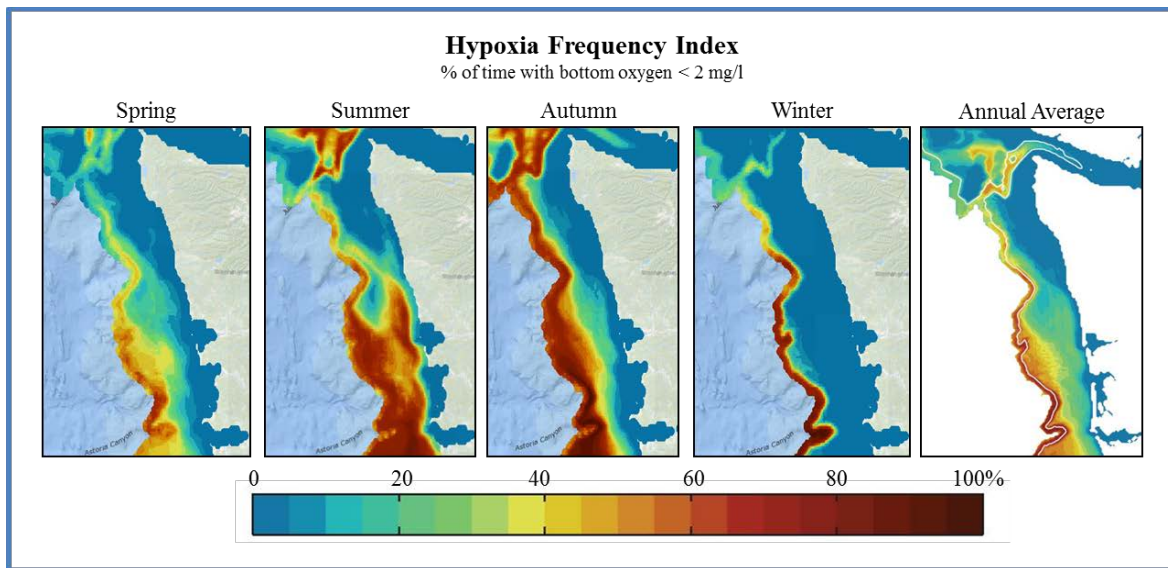 Hypoxia Frequency Index
% of time with bottom oxygen < 2 mg/l
Spring
Summer
Autumn
Winter
Annual Average
Astoria Canyon
Astoria Canyon
Astoria Canyon
Astoria Canyon
0 20 40 60 80 100%